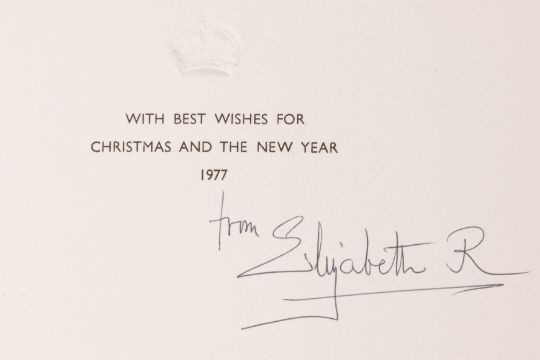 WITH BEST WISHES FOR
CHRISTMAS AND THE NEW YEAR
1977
from Elizabeth R